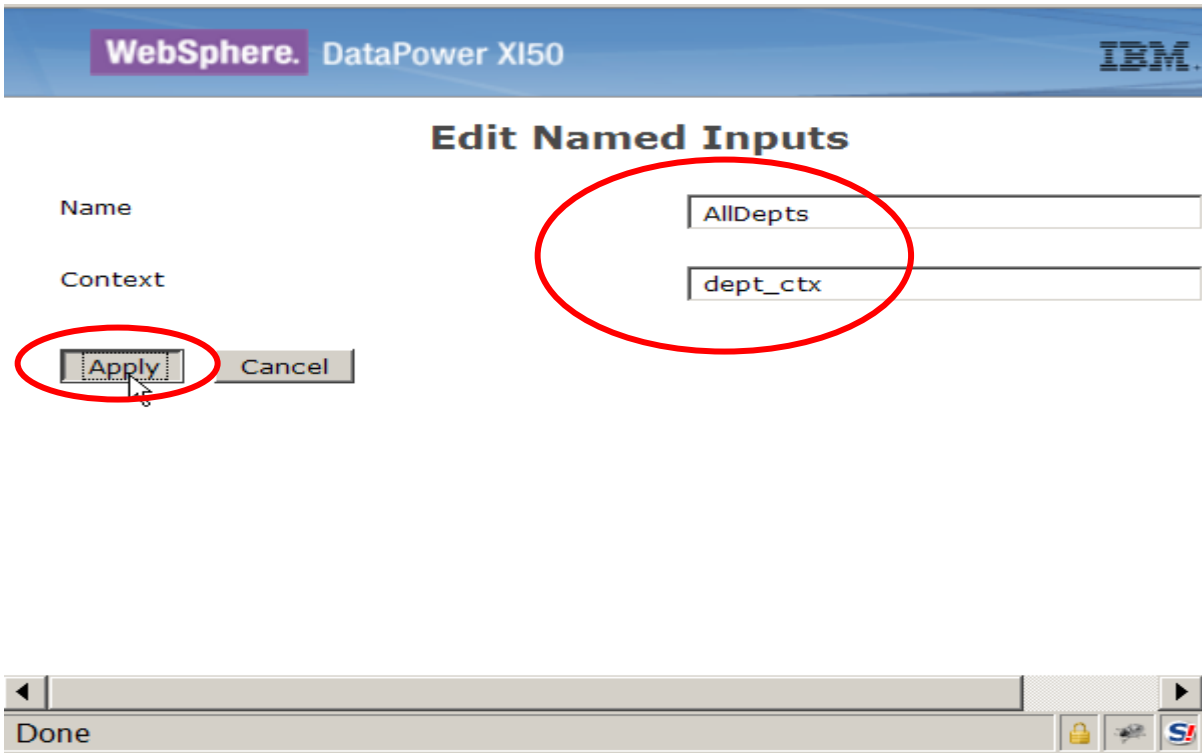 WebSphere. DataPower XI50 IBM.
Edit Named Inputs
Name AllDepts
Context dept_ctx
Apply Cancel
Done S!